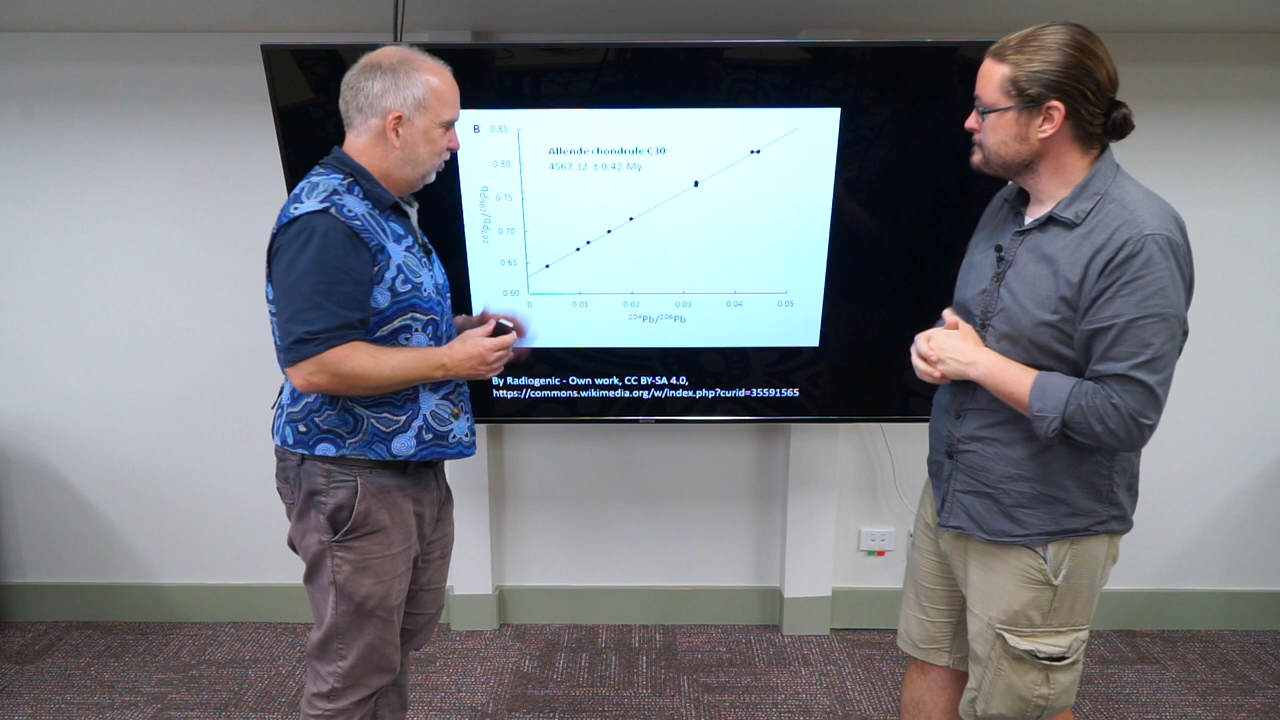 B
0.85
Allende chondrule C30
4567.32 ± 0.42 My
0.80
0.75
²⁰⁷Pb/²⁰⁶Pb
0.70
0.65
0.60
0 0.01 0.02 0.03 0.04 0.05
²⁰⁴Pb/²⁰⁶Pb
By Radiogenic - Own work, CC BY-SA 4.0,
https://commons.wikimedia.org/w/index.php?curid=35591565